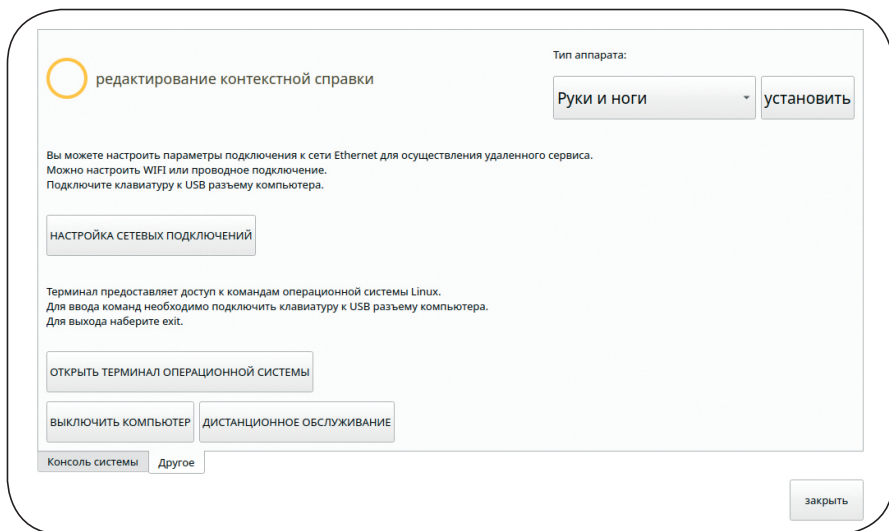 Тип аппарата:
редактирование контекстной справки
Руки и ноги
установить
Вы можете настроить параметры подключения к сети Ethernet для осуществления удаленного сервиса.
Можно настроить WIFI или проводное подключение.
Подключите клавиатуру к USB разъему компьютера.
НАСТРОЙКА СЕТЕВЫХ ПОДКЛЮЧЕНИЙ
Терминал предоставляет доступ к командам операционной системы Linux.
Для ввода команд необходимо подключить клавиатуру к USB разъему компьютера.
Для выхода наберите exit.
ОТКРЫТЬ ТЕРМИНАЛ ОПЕРАЦИОННОЙ СИСТЕМЫ
ВЫКЛЮЧИТЬ КОМПЬЮТЕР
ДИСТАНЦИОННОЕ ОБСЛУЖИВАНИЕ
Консоль системы
Другое
закрыть